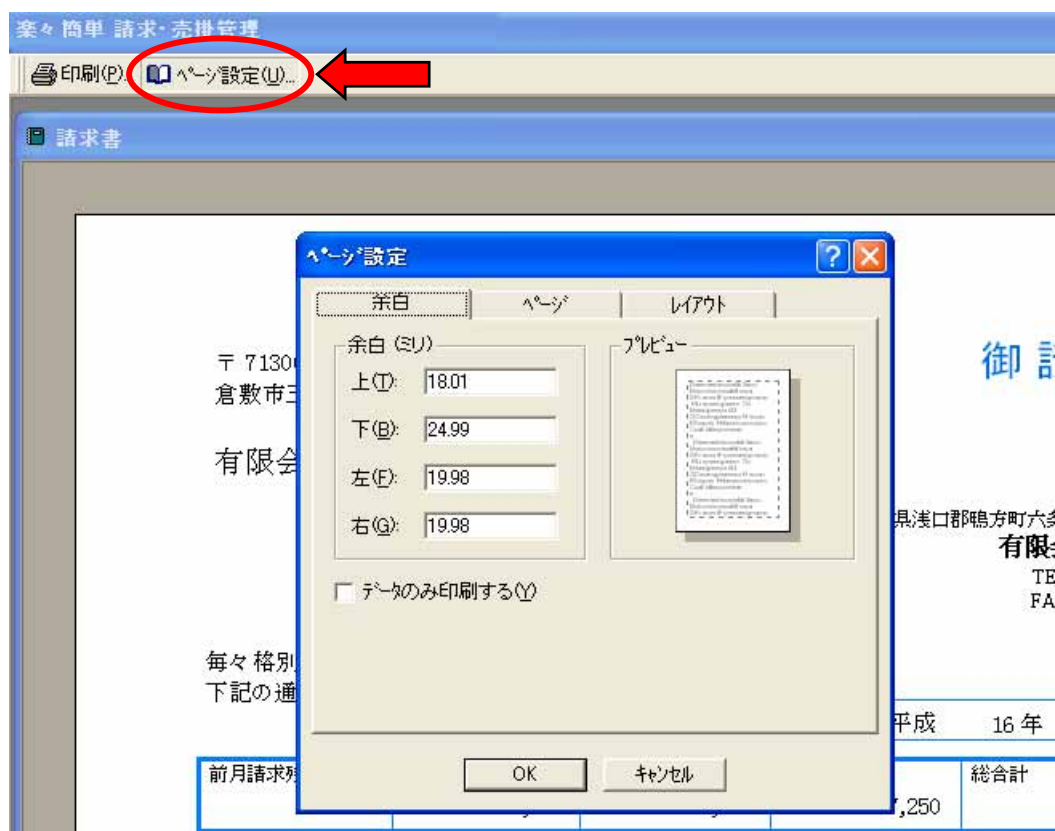 楽々簡単 請求・売掛管理
印刷(P)... ページ設定(U)...
請求書
ページ設定
余白 ページ レイアウト
余白 (ミリ)
上(T): 18.01
下(B): 24.99
左(F): 19.98
右(G): 19.98
プレビュー
データのみ印刷する(Y)
OK キャンセル
〒 7130
倉敷市
有限会
御
県浅口郡鴨方町六
有限
TE
FA
毎々格別
下記の通
平成 16 年
前月請求
総合計
,250